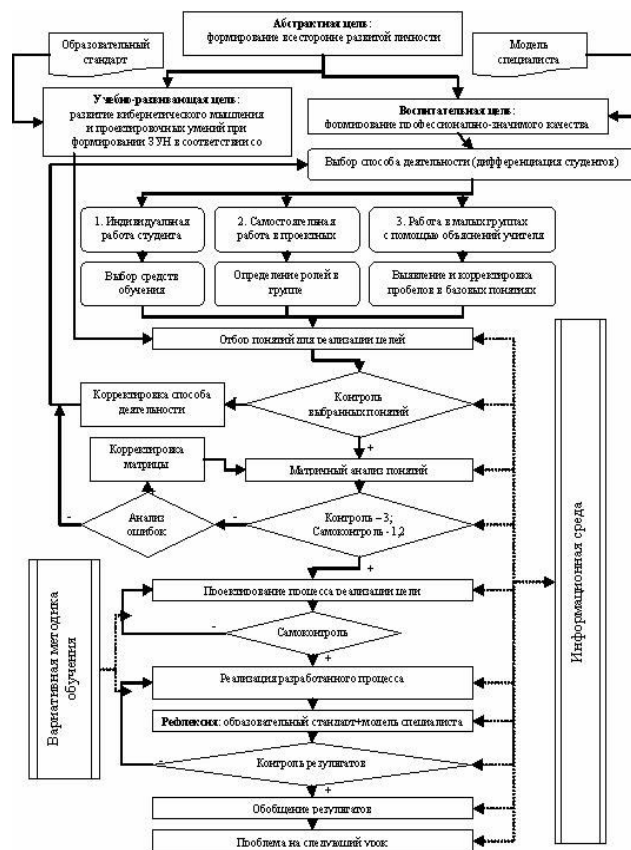 Абстрактная цель:
формирование всесторонне развитой личности
Образовательный
стандарт
Модель
специалиста
Учебно-развивающая цель:
развитие кибернетического мышления
и проектировочных умений при
формировании ЗУН в соответствии со
Воспитательная цель:
формирование профессионально-значимого качества
Выбор способа деятельности (дифференциация студентов)
1. Индивидуальная
работа студента
2. Самостоятельная
работа в проектных
3. Работа в малых группах
с помощью объяснений учителя
Выбор средств
обучения
Определение ролей в
группе
Выявление и корректировка
пробелов в базовых понятиях
Отбор понятий для реализации целей
Корректировка способа
деятельности
Контроль
выбранных понятий
+
Корректировка
матрицы
Матричный анализ понятий
-
Анализ
ошибок
+
-
Контроль – 3;
Самоконтроль - 1,2
+
Проектирование процесса реализации цели
-
Самоконтроль
+
Реализация разработанного процесса
Рефлексия: образовательный стандарт+модель специалиста
-
Контроль результатов
+
Обобщение результатов
Проблема на следующий урок
Вариативная методика
обучения
Информационная среда